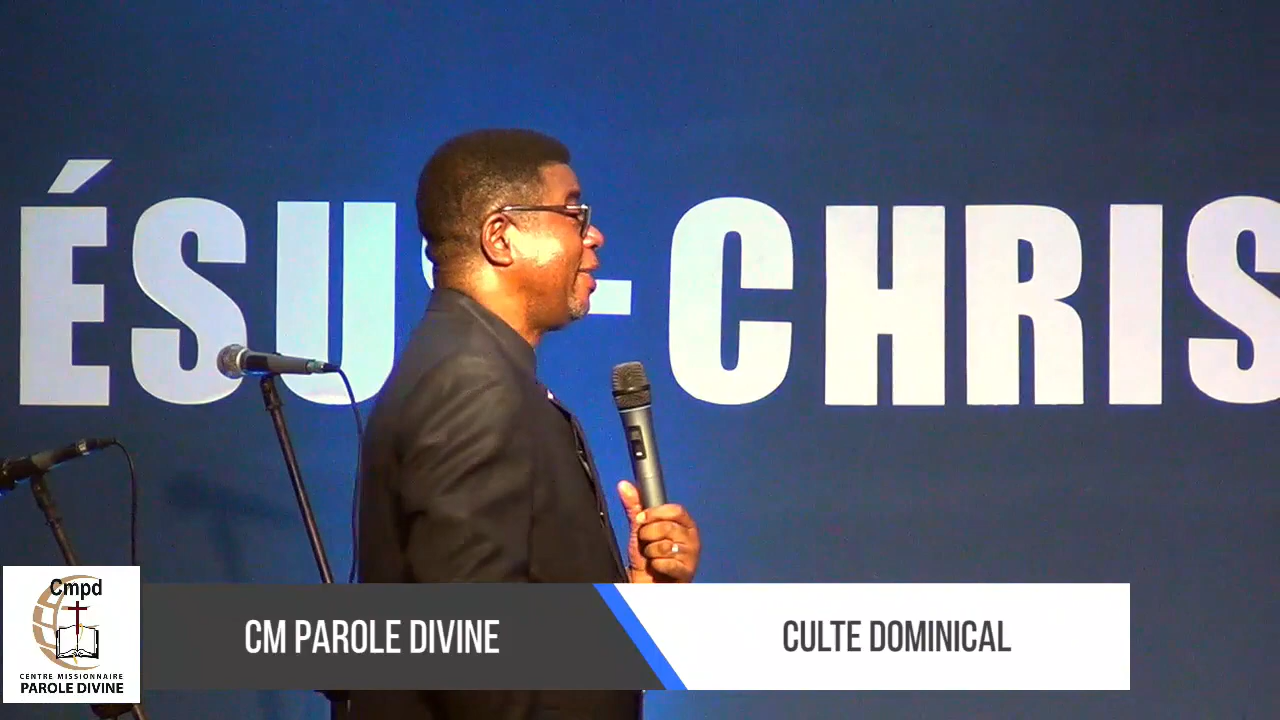 ÉSUS-CHRIS
Cmpd
CENTRE MISSIONNAIRE
PAROLE DIVINE
CM PAROLE DIVINE
CULTE DOMINICAL